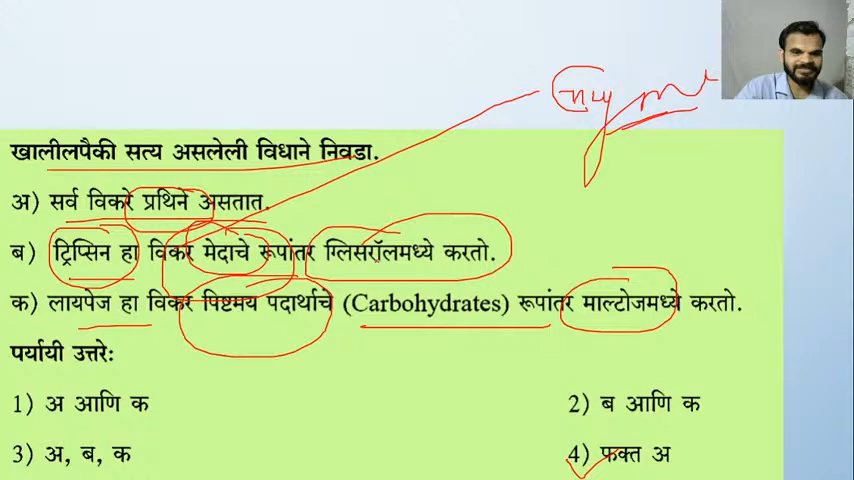 खालीलपैकी सत्य असलेली विधाने निवडा.
अ) सर्व विकरे प्रथिने असतात.
ब) ट्रिप्सिन हा विकर मेदाचे रूपांतर ग्लिसरॉलमध्ये करतो.
क) लायपेज हा विकर पिष्टमय पदार्थाचे (Carbohydrates) रूपांतर माल्टोजमध्ये करतो.
पर्यायी उत्तरे:
1) अ आणि क
2) ब आणि क
3) अ, ब, क
4) फक्त अ